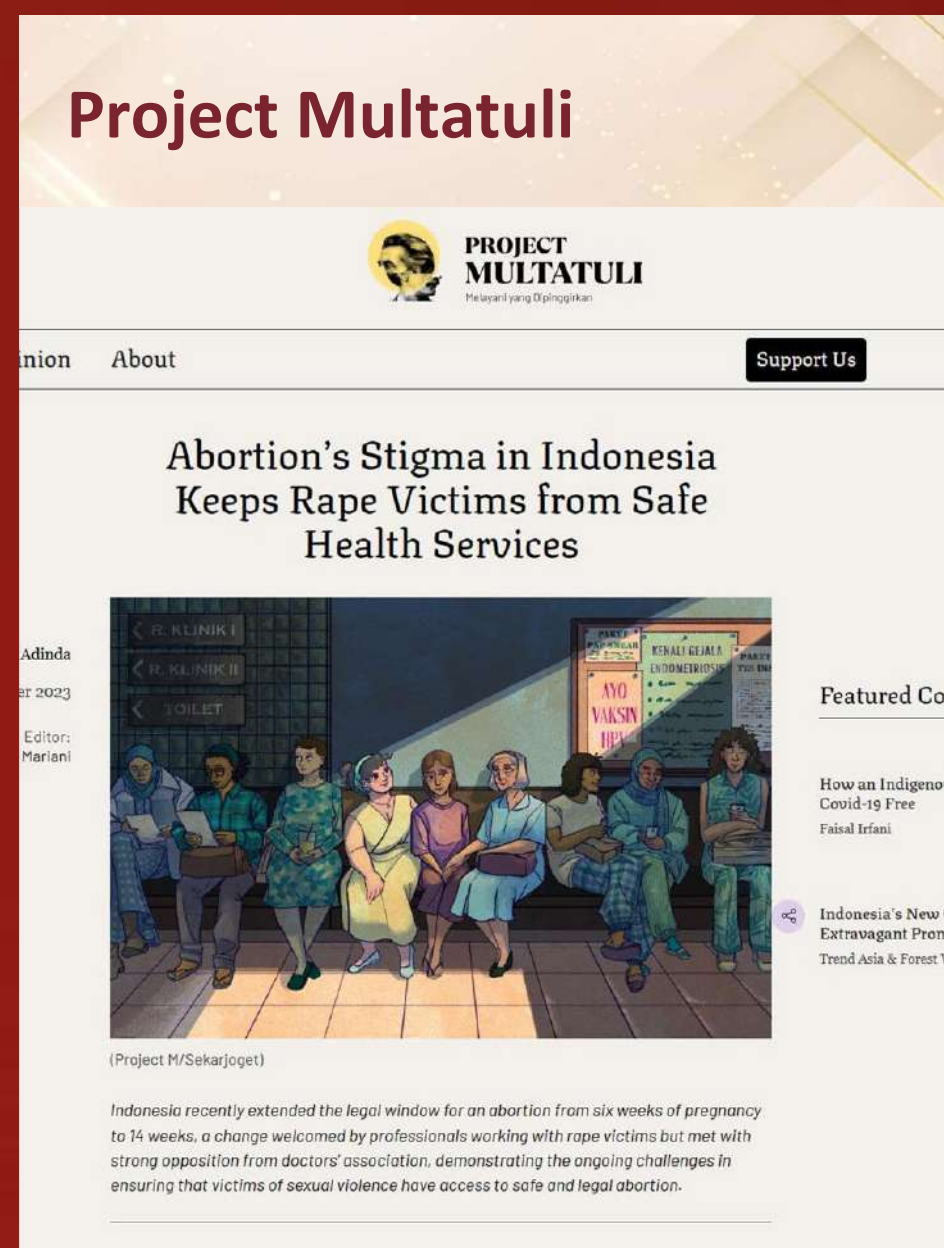 Project Multatuli
PROJECT
MULTATULI
Melayani yang Dipinggirkan
inion
About
Support Us
Abortion's Stigma in Indonesia
Keeps Rape Victims from Safe
Health Services
Adinda
er 2023
Editor:
Mariani
R. KLINIK I
R. KLINIK II
TOILET
KENALI GEJALA
ENDOMETRIOSIS
AYO
VAKSIN
HPV
Featured Co
How an Indigeno
Covid-19 Free
Faisal Irfani
Indonesia's New
Extravagant Pro
Trend Asia & Forest
(Project M/Sekarjoget)
Indonesia recently extended the legal window for an abortion from six weeks of pregnancy
to 14 weeks, a change welcomed by professionals working with rape victims but met with
strong opposition from doctors' association, demonstrating the ongoing challenges in
ensuring that victims of sexual violence have access to safe and legal abortion.